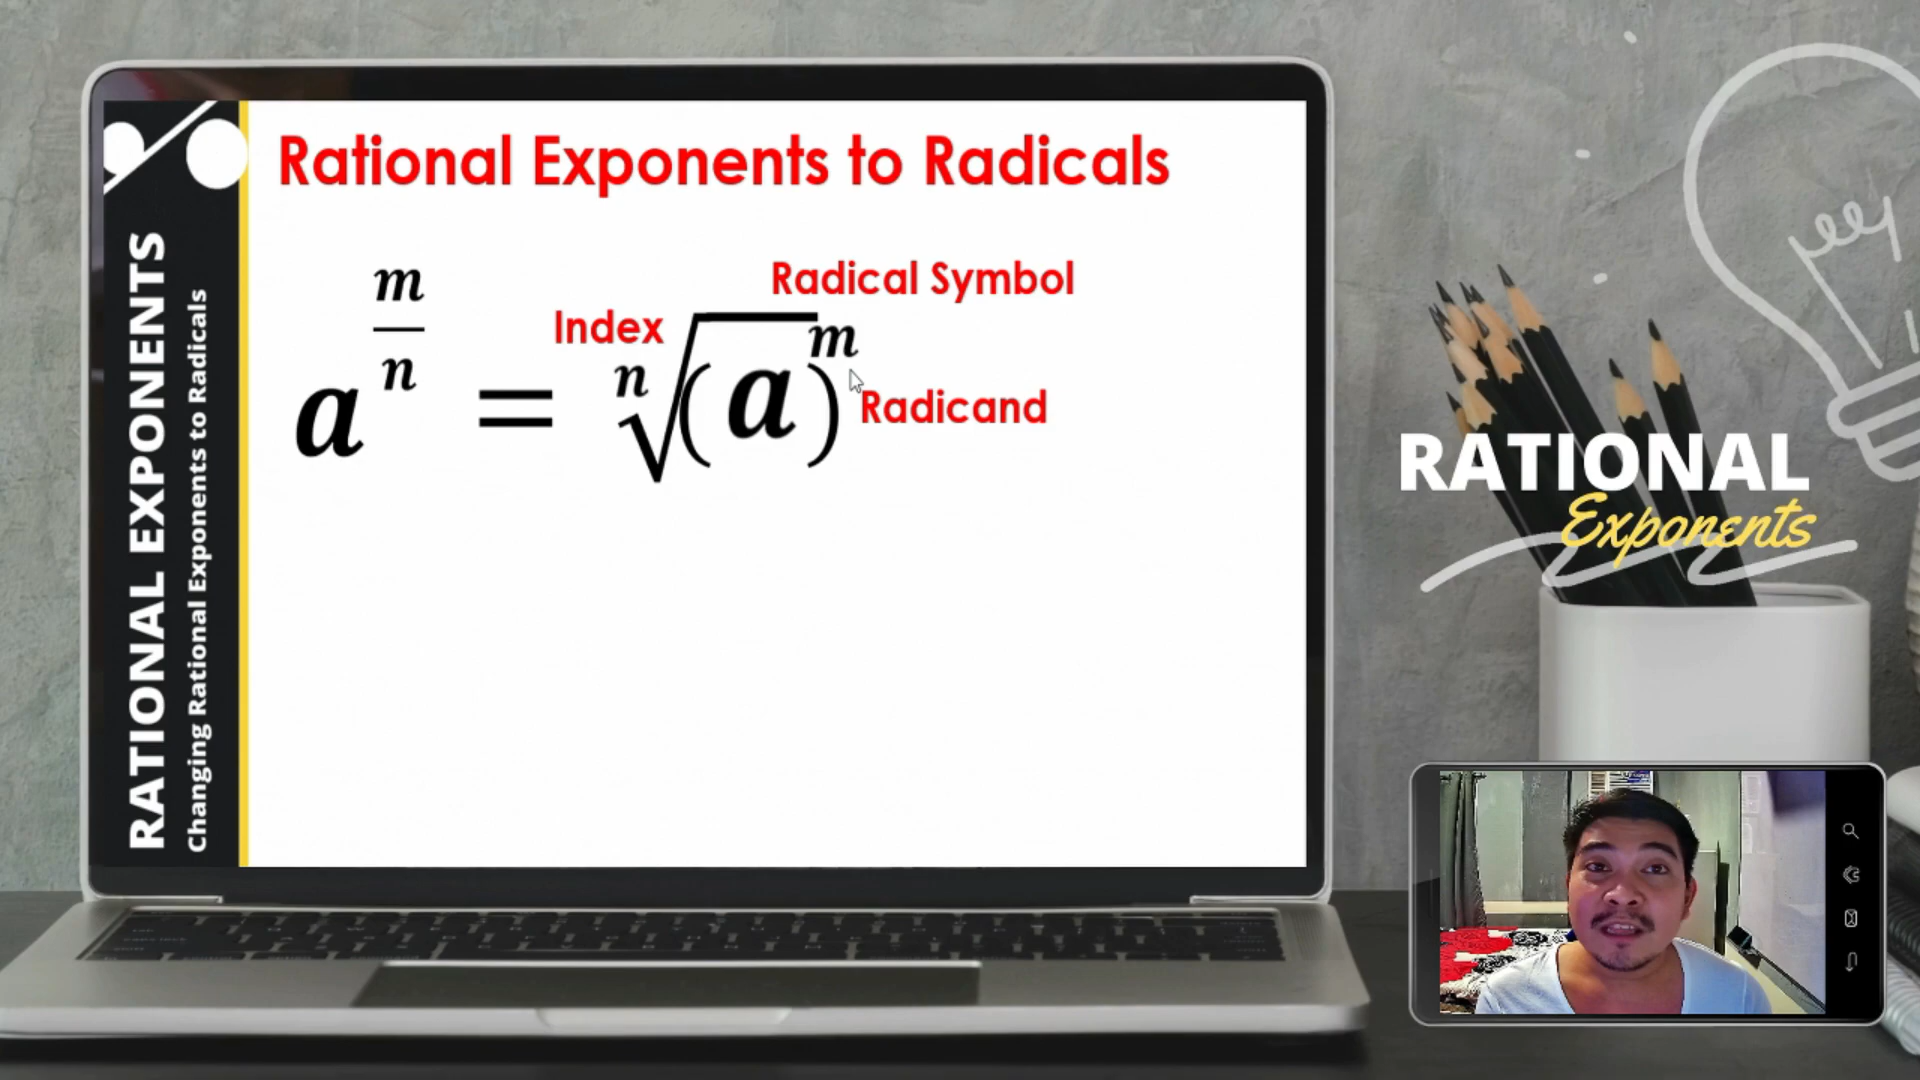 RATIONAL EXPONENTS
Changing Rational Exponents to Radicals
Rational Exponents to Radicals
a^(m/n) = ⁿ√(a)^m
Index
Radical Symbol
Radicand
RATIONAL
Exponents